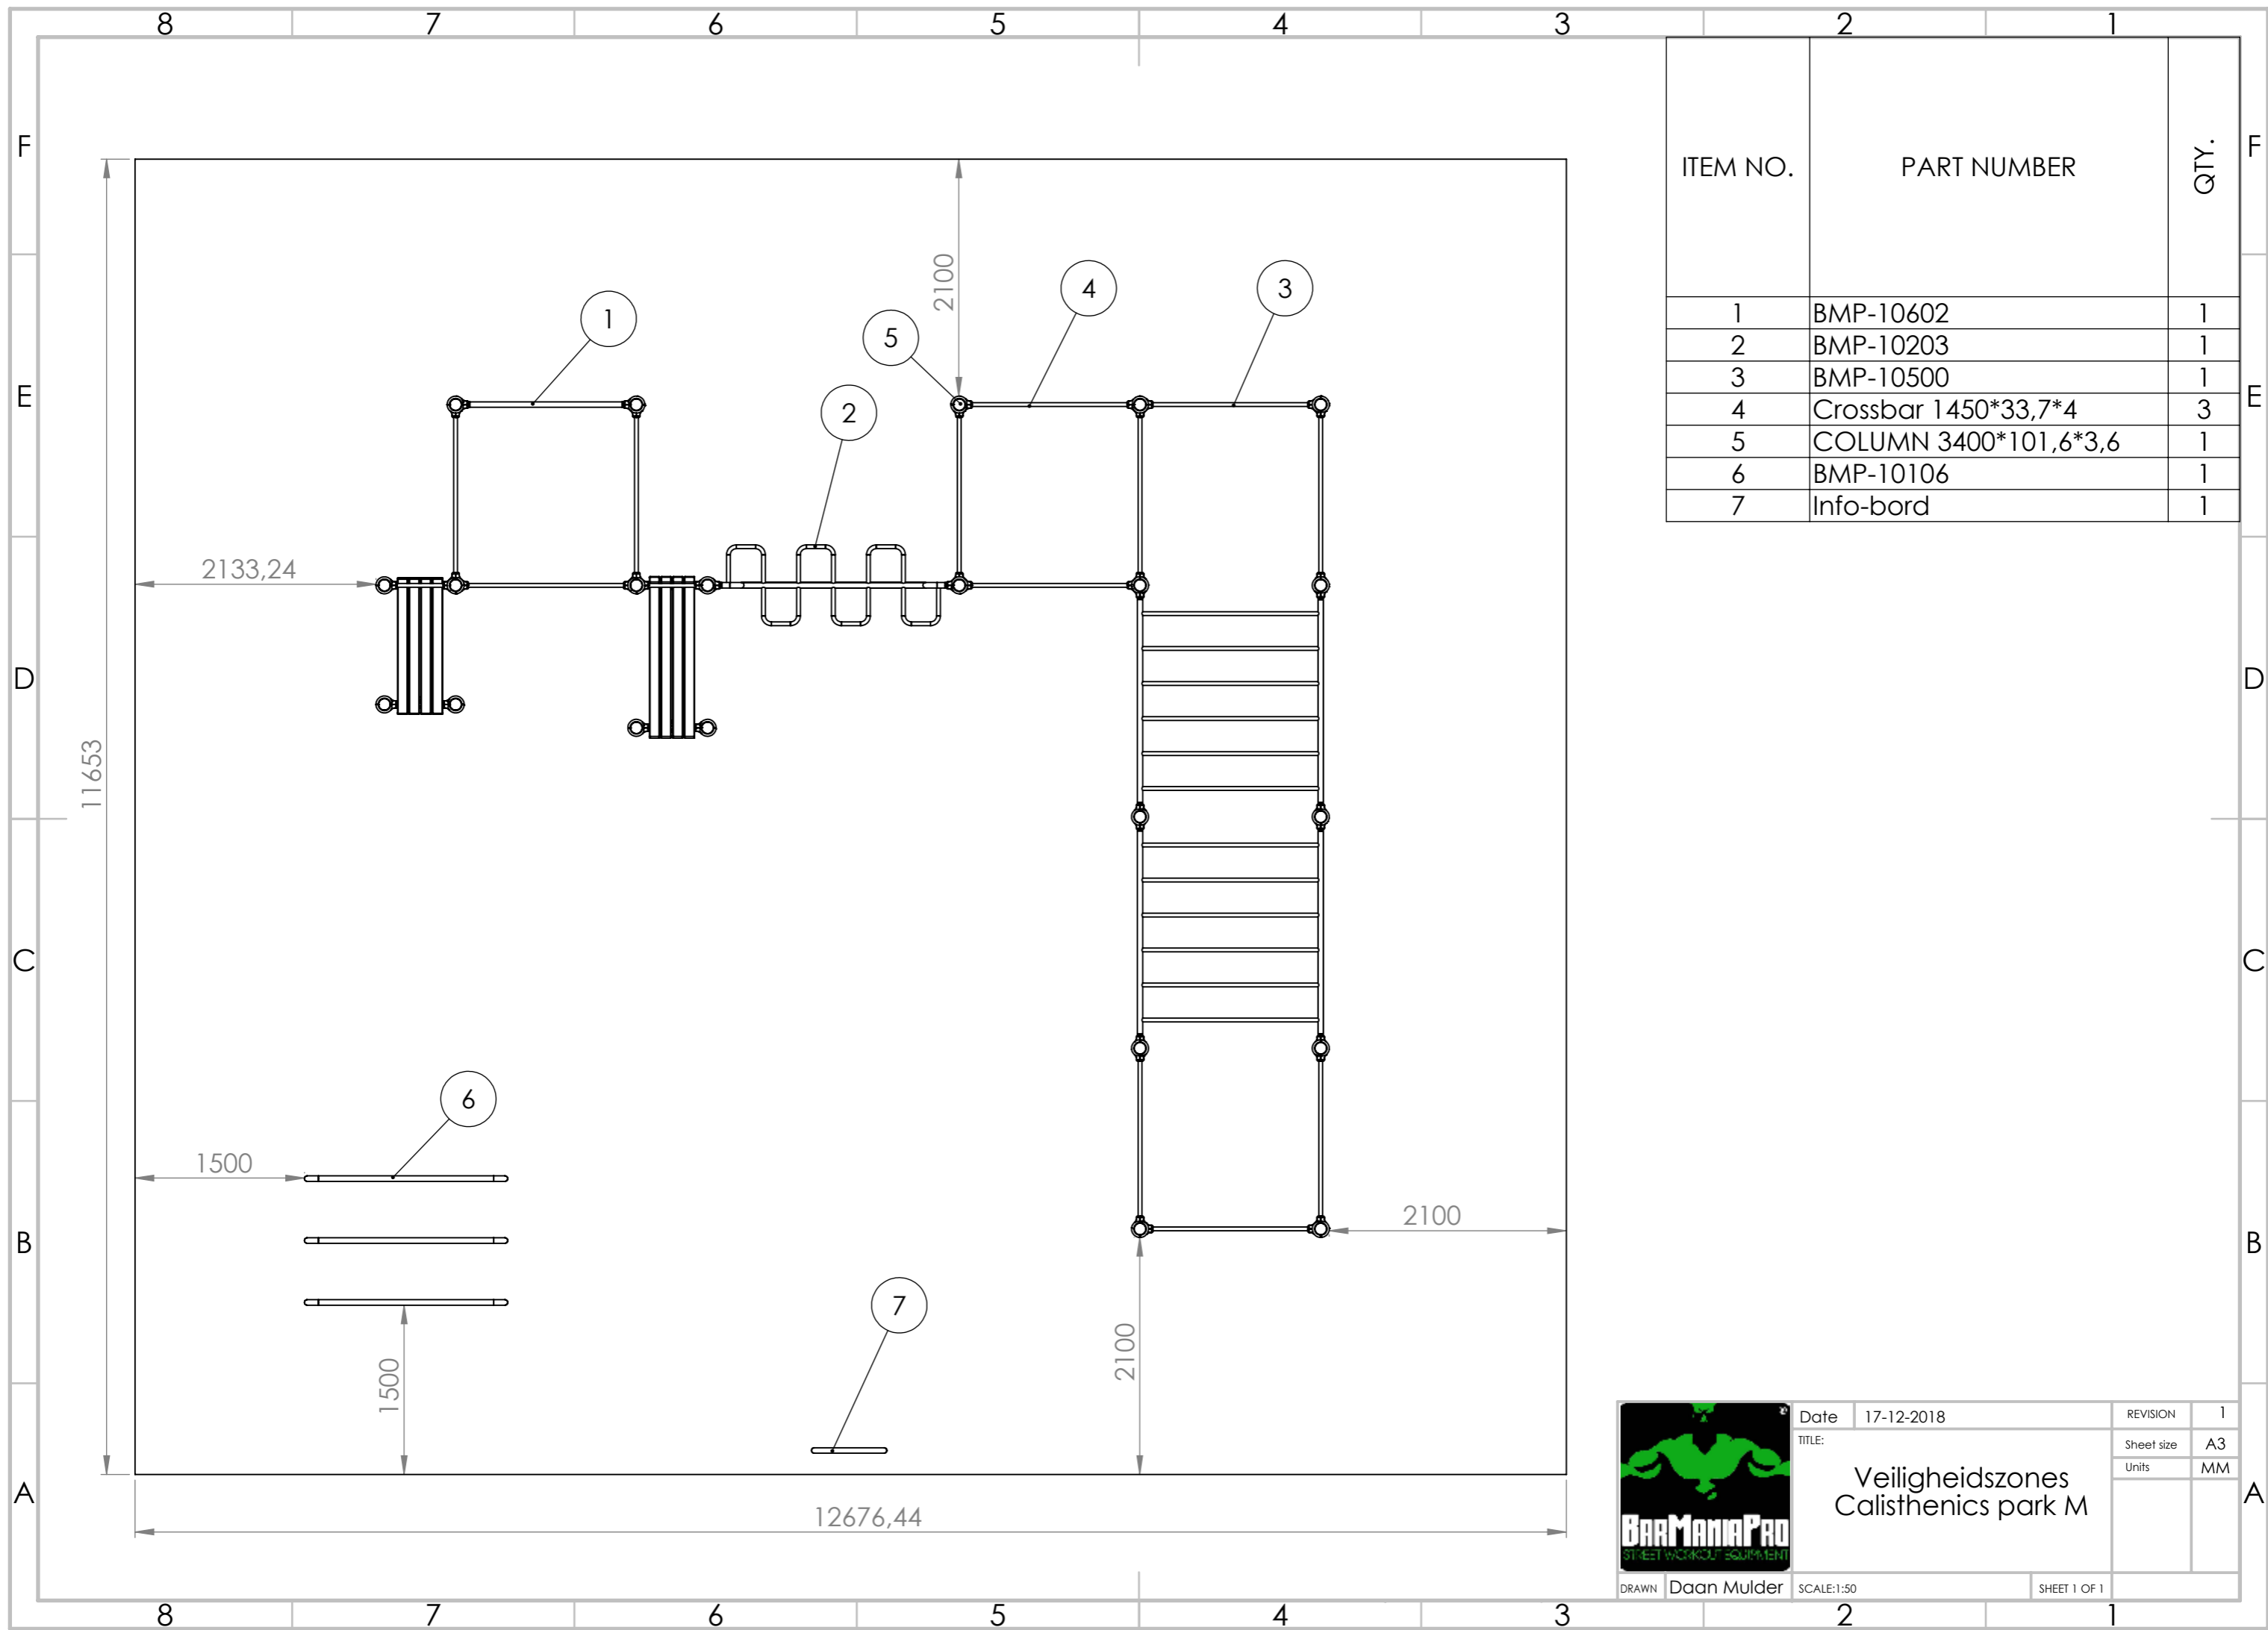 8 7 6 5 4 3 2 1
F F
E E
D D
C C
B B
A A
ITEM NO. PART NUMBER QTY.
1 BMP-10602 1
2 BMP-10203 1
3 BMP-10500 1
4 Crossbar 1450*33,7*4 3
5 COLUMN 3400*101,6*3,6 1
6 BMP-10106 1
7 Info-bord 1
2100
1
5
4
3
2
2133,24
11653
6
1500
1500
7
2100
2100
12676,44
Date 17-12-2018
REVISION 1
TITLE:
Veiligheidszones
Calisthenics park M
Sheet size A3
Units MM
BARMANIAPRO
STREET WORKOUT EQUIPMENT
DRAWN Daan Mulder
SCALE:1:50
SHEET 1 OF 1
8 7 6 5 4 3 2 1